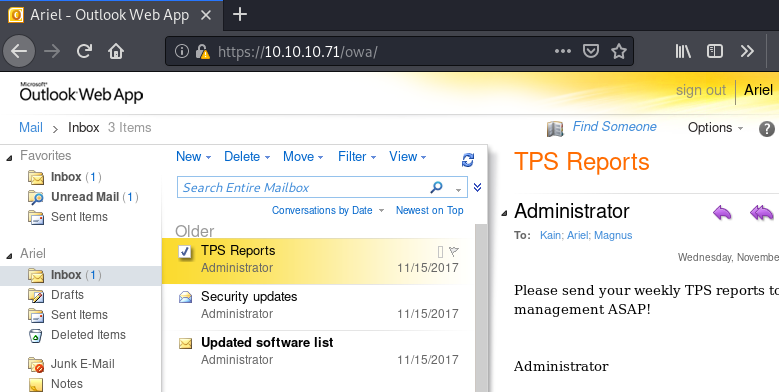 Ariel - Outlook Web App
https://10.10.10.71/owa/
Microsoft®
Outlook Web App
sign out Ariel
Mail > Inbox 3 Items
Find Someone Options
Favorites
Inbox (1)
Unread Mail (1)
Sent Items
Ariel
Inbox (1)
Drafts
Sent Items
Deleted Items
Junk E-Mail
Notes
New Delete Move Filter View
Search Entire Mailbox
Conversations by Date Newest on Top
Older
TPS Reports
Administrator 11/15/2017
Security updates
Administrator 11/15/2017
Updated software list
Administrator 11/15/2017
TPS Reports
Administrator
To: Kain; Ariel; Magnus
Wednesday, Novembe
Please send your weekly TPS reports to
management ASAP!
Administrator